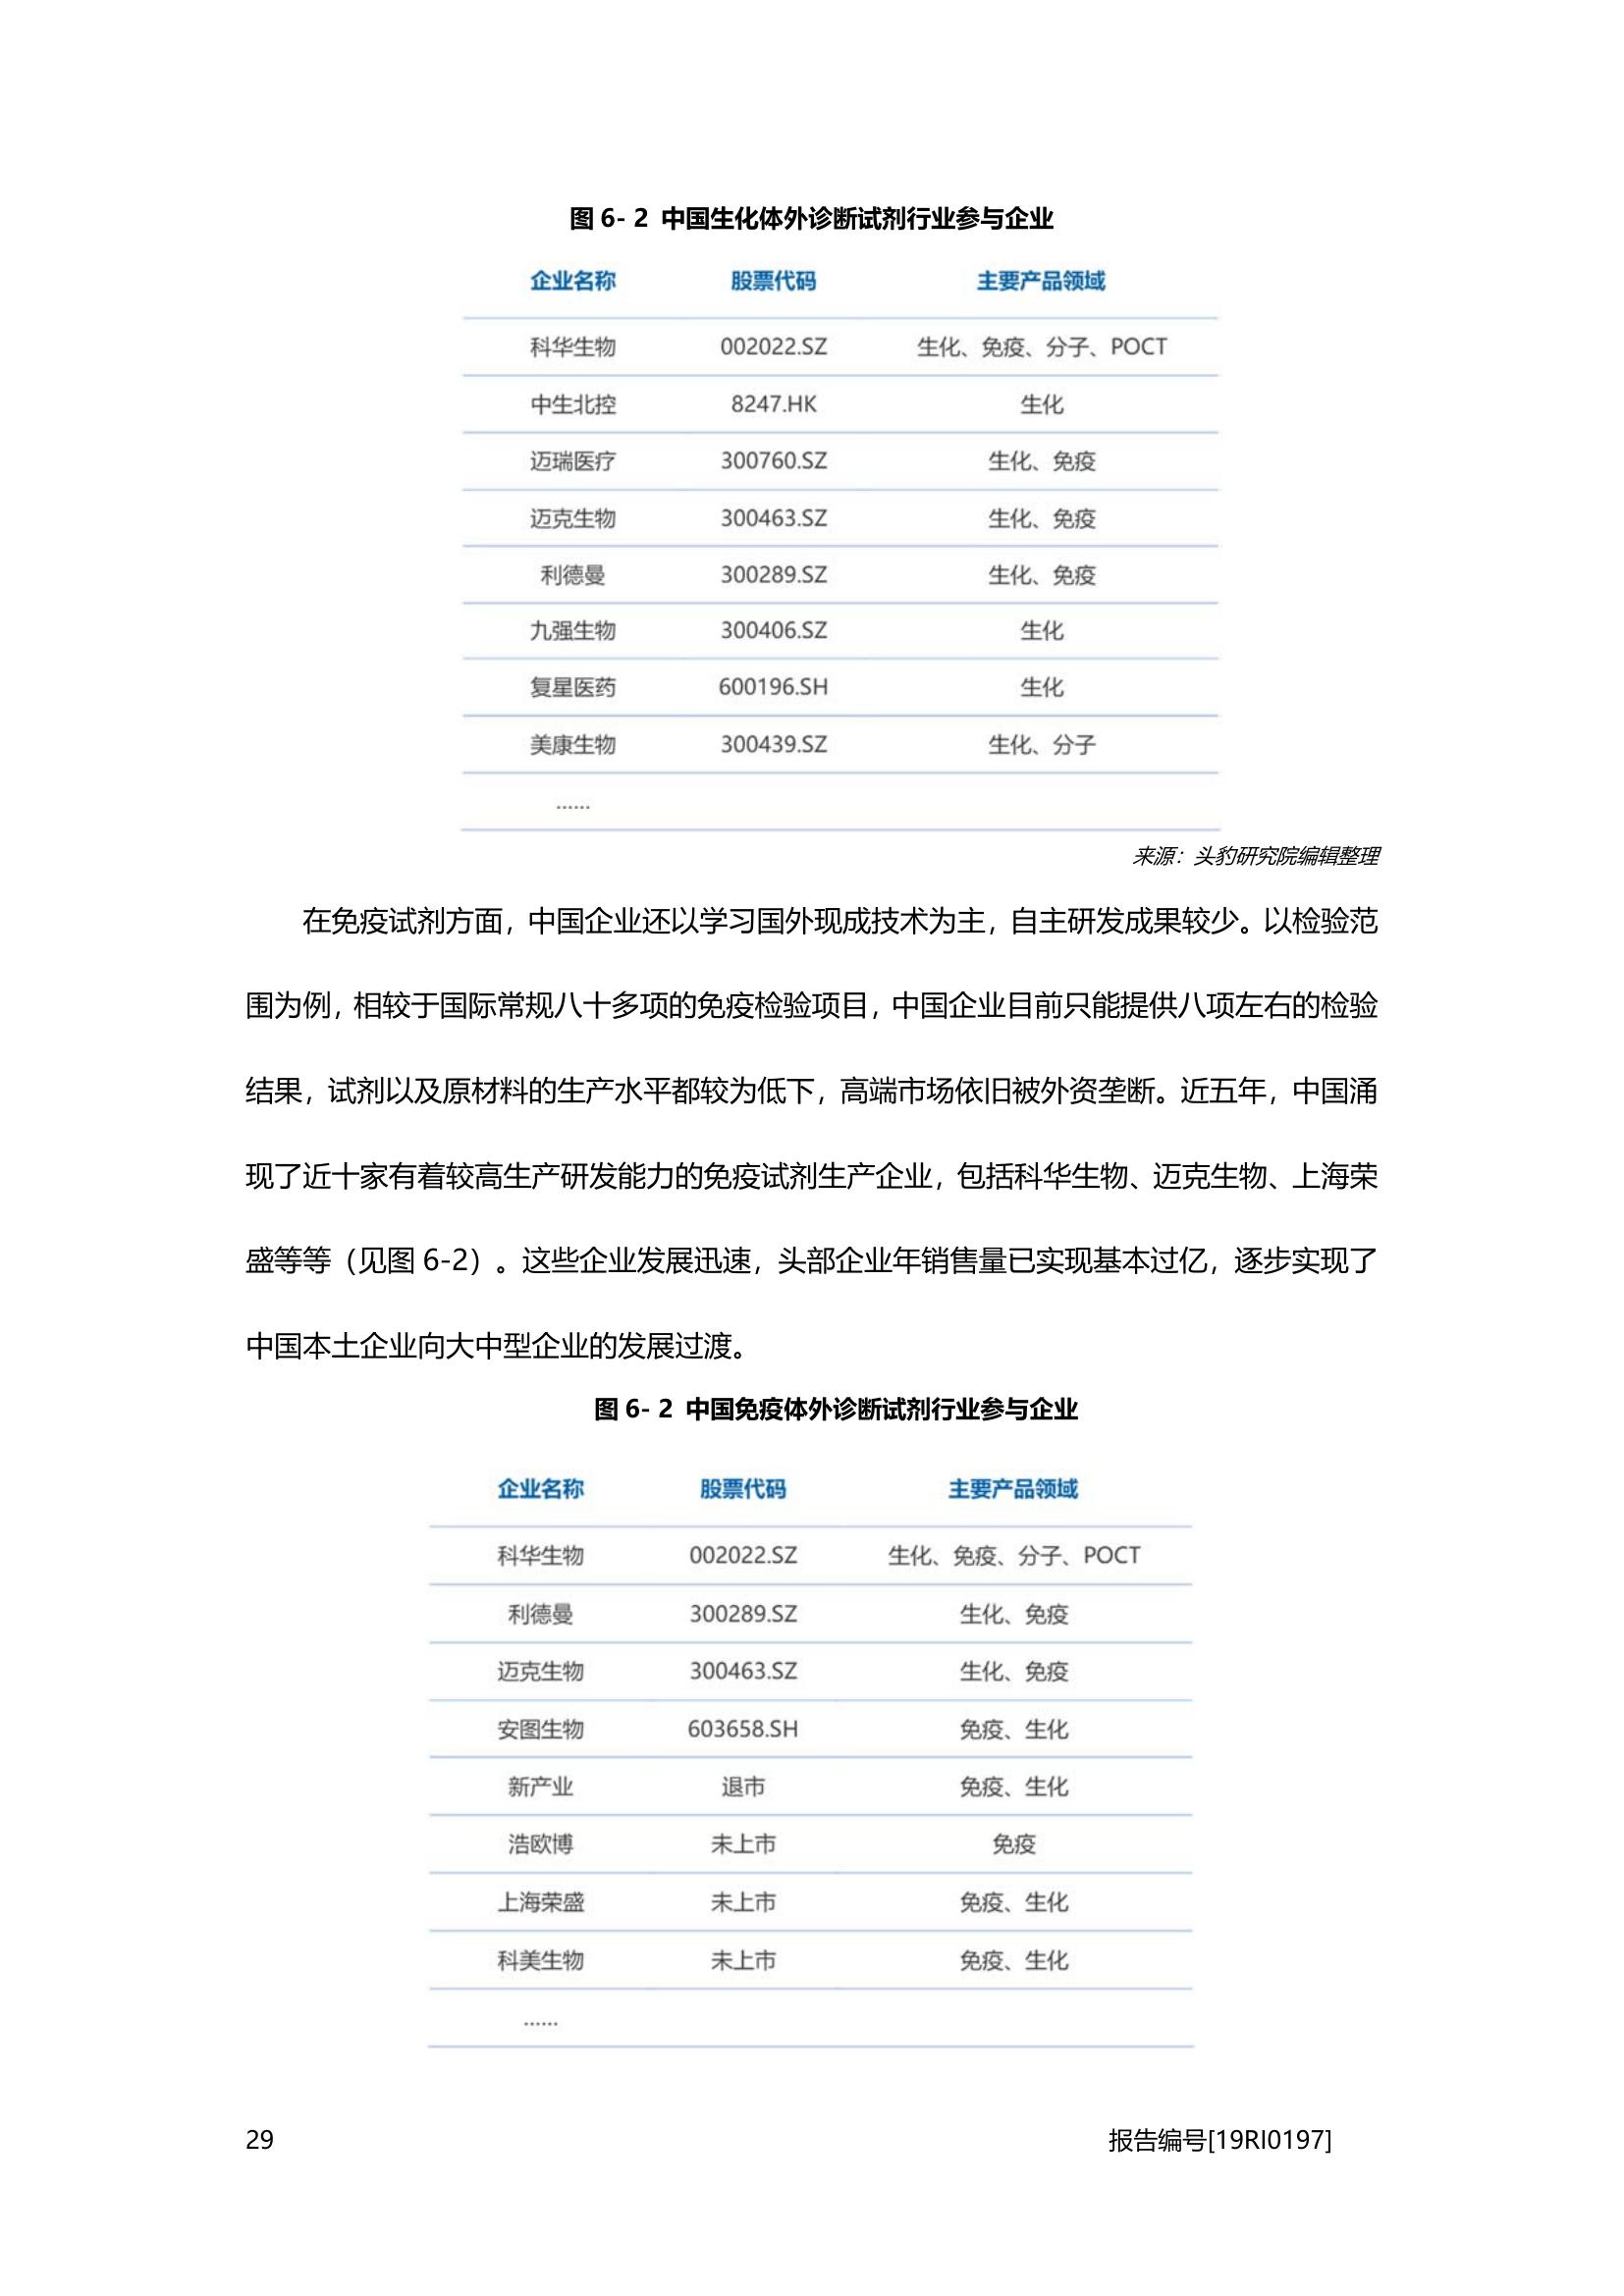 图 6- 2 中国生化体外诊断试剂行业参与企业
企业名称 股票代码 主要产品领域
科华生物 002022.SZ 生化、免疫、分子、POCT
中生北控 8247.HK 生化
迈瑞医疗 300760.SZ 生化、免疫
迈克生物 300463.SZ 生化、免疫
利德曼 300289.SZ 生化、免疫
九强生物 300406.SZ 生化
复星医药 600196.SH 生化
美康生物 300439.SZ 生化、分子
......
来源：头豹研究院编辑整理
在免疫试剂方面，中国企业还以学习国外现成技术为主，自主研发成果较少。以检验范
围为例，相较于国际常规八十多项的免疫检验项目，中国企业目前只能提供八项左右的检验
结果，试剂以及原材料的生产水平都较为低下，高端市场依旧被外资垄断。近五年，中国涌
现了近十家有着较高生产研发能力的免疫试剂生产企业，包括科华生物、迈克生物、上海荣
盛等等（见图 6-2）。这些企业发展迅速，头部企业年销售量已实现基本过亿，逐步实现了
中国本土企业向大中型企业的发展过渡。
图 6- 2 中国免疫体外诊断试剂行业参与企业
企业名称 股票代码 主要产品领域
科华生物 002022.SZ 生化、免疫、分子、POCT
利德曼 300289.SZ 生化、免疫
迈克生物 300463.SZ 生化、免疫
安图生物 603658.SH 免疫、生化
新产业 退市 免疫、生化
浩欧博 未上市 免疫
上海荣盛 未上市 免疫、生化
科美生物 未上市 免疫、生化
......
29 报告编号[19RI0197]